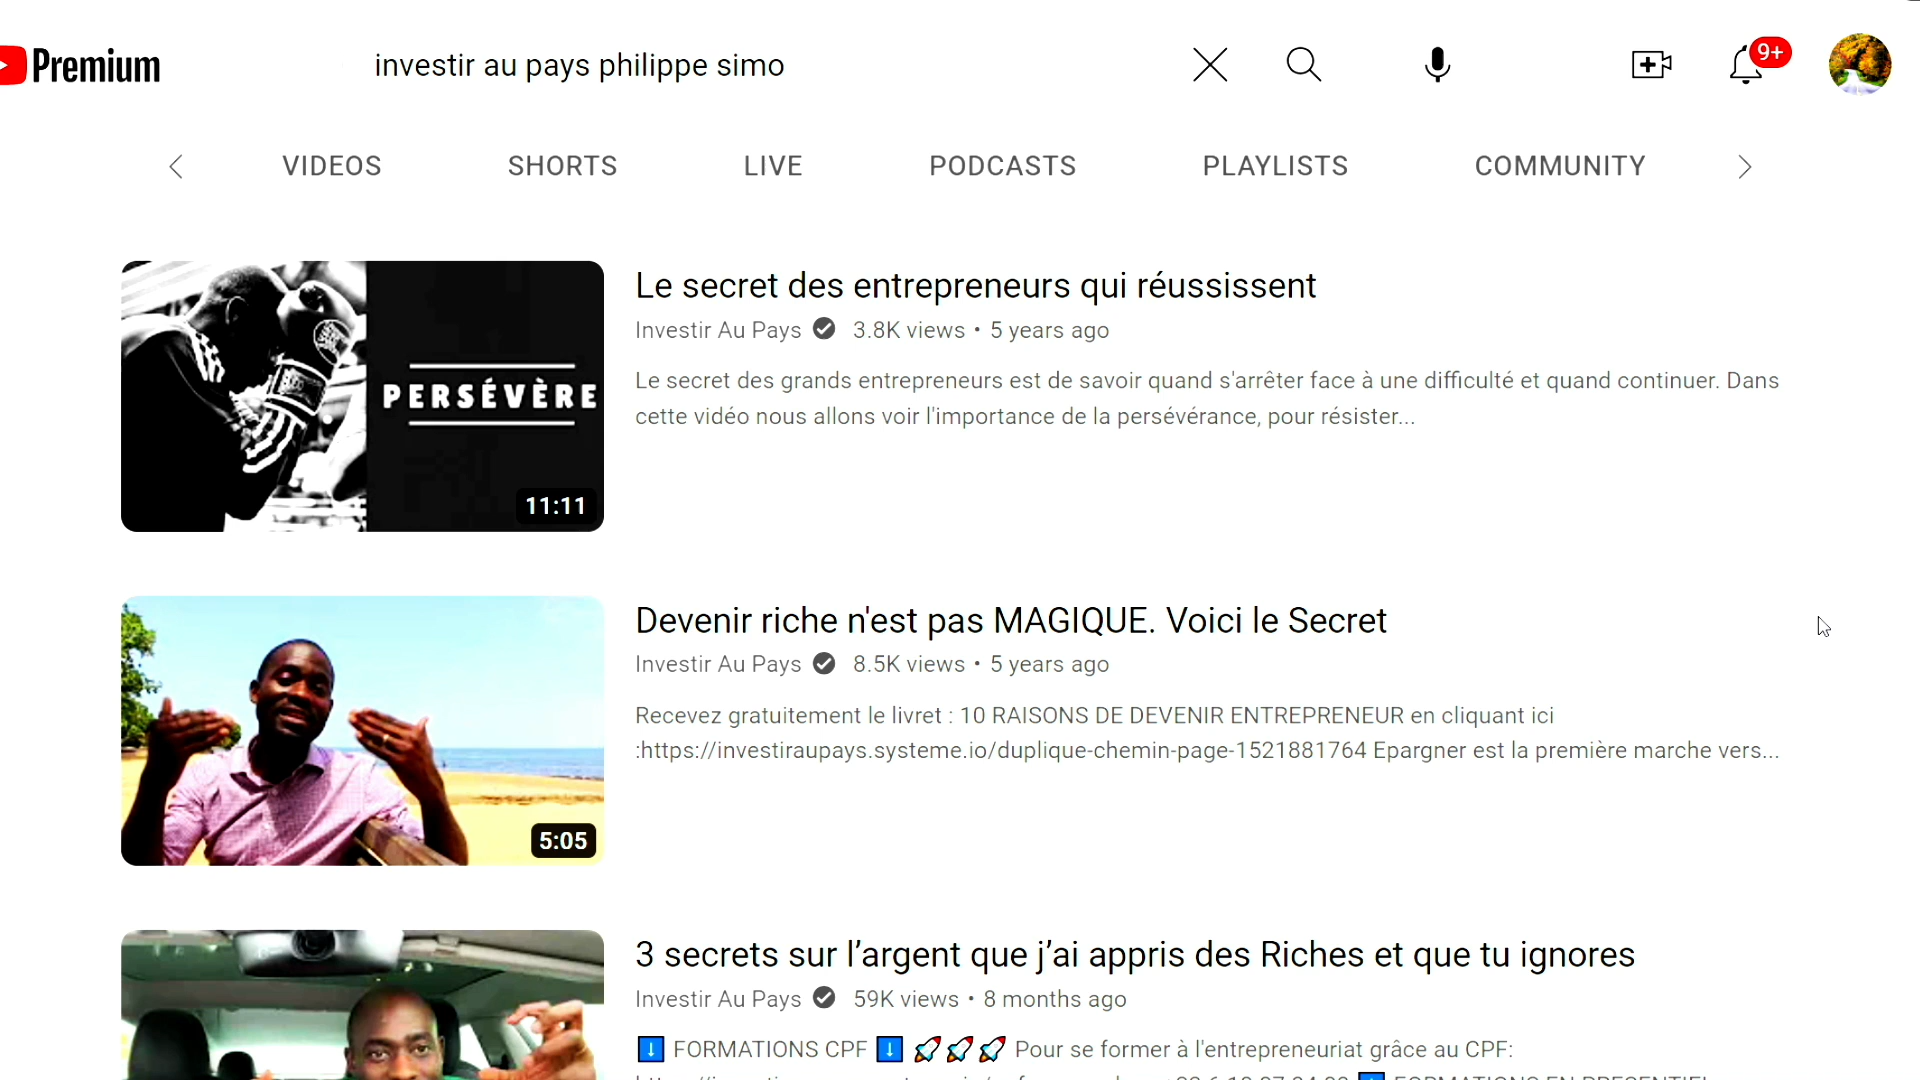 Premium
investir au pays philippe simo
9+
VIDEOS SHORTS LIVE PODCASTS PLAYLISTS COMMUNITY
PERSÉVÈRE
11:11
Le secret des entrepreneurs qui réussissent
Investir Au Pays 3.8K views • 5 years ago
Le secret des grands entrepreneurs est de savoir quand s'arrêter face à une difficulté et quand continuer. Dans
cette vidéo nous allons voir l'importance de la persévérance, pour résister...
5:05
Devenir riche n'est pas MAGIQUE. Voici le Secret
Investir Au Pays 8.5K views • 5 years ago
Recevez gratuitement le livret : 10 RAISONS DE DEVENIR ENTREPRENEUR en cliquant ici
:https://investiraupays.systeme.io/duplique-chemin-page-1521881764 Epargner est la première marche vers...
3 secrets sur l’argent que j’ai appris des Riches et que tu ignores
Investir Au Pays 59K views • 8 months ago
⬇️ FORMATIONS CPF ⬇️ 🚀🚀🚀 Pour se former à l'entrepreneuriat grâce au CPF: